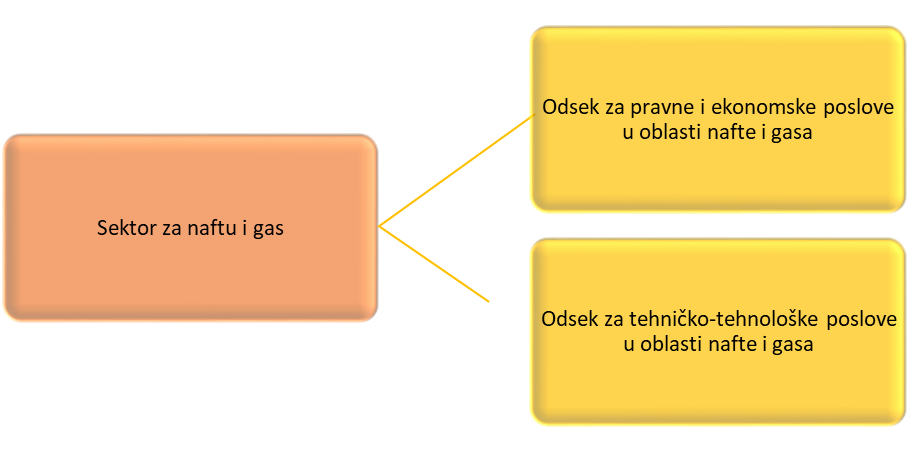 Sektor za naftu i gas
Odsek za pravne i ekonomske poslove
u oblasti nafte i gasa
Odsek za tehničko-tehnološke poslove
u oblasti nafte i gasa